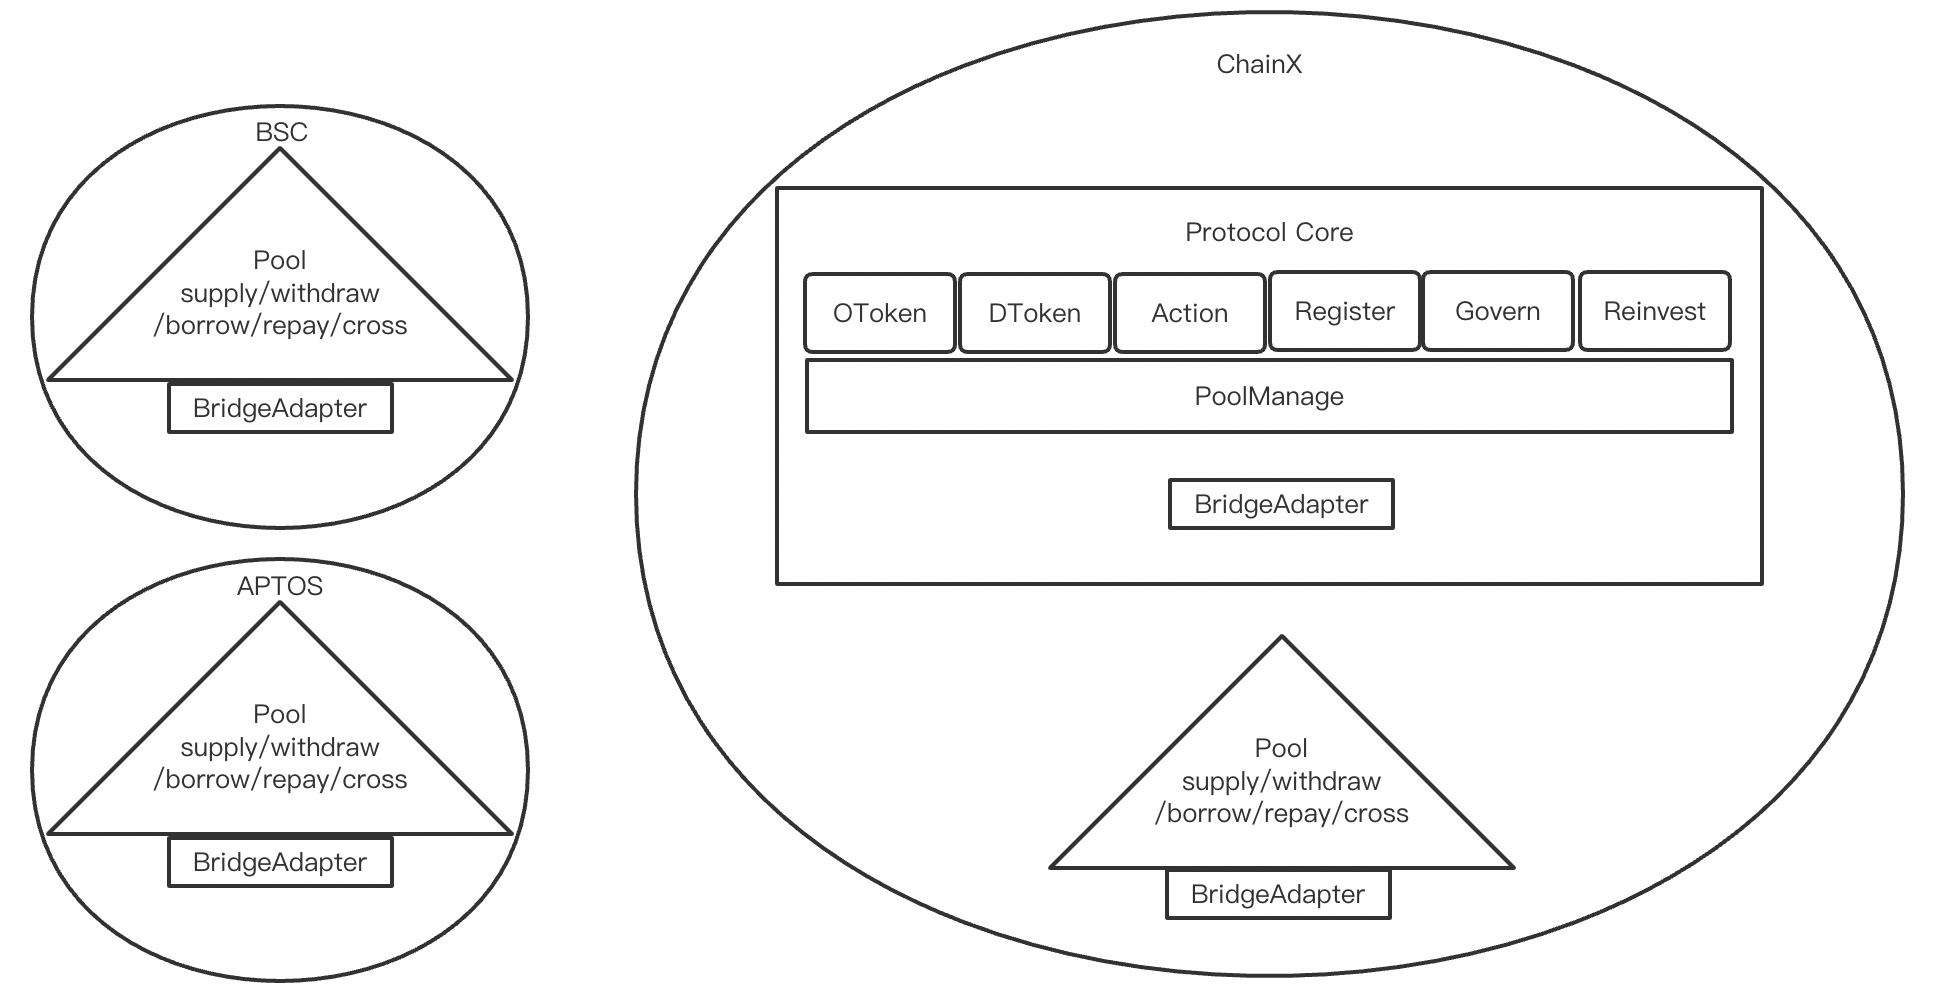 BSC
Pool
supply/withdraw
/borrow/repay/cross
BridgeAdapter
APTOS
Pool
supply/withdraw
/borrow/repay/cross
BridgeAdapter
ChainX
Protocol Core
OToken
DToken
Action
Register
Govern
Reinvest
PoolManage
BridgeAdapter
Pool
supply/withdraw
/borrow/repay/cross
BridgeAdapter